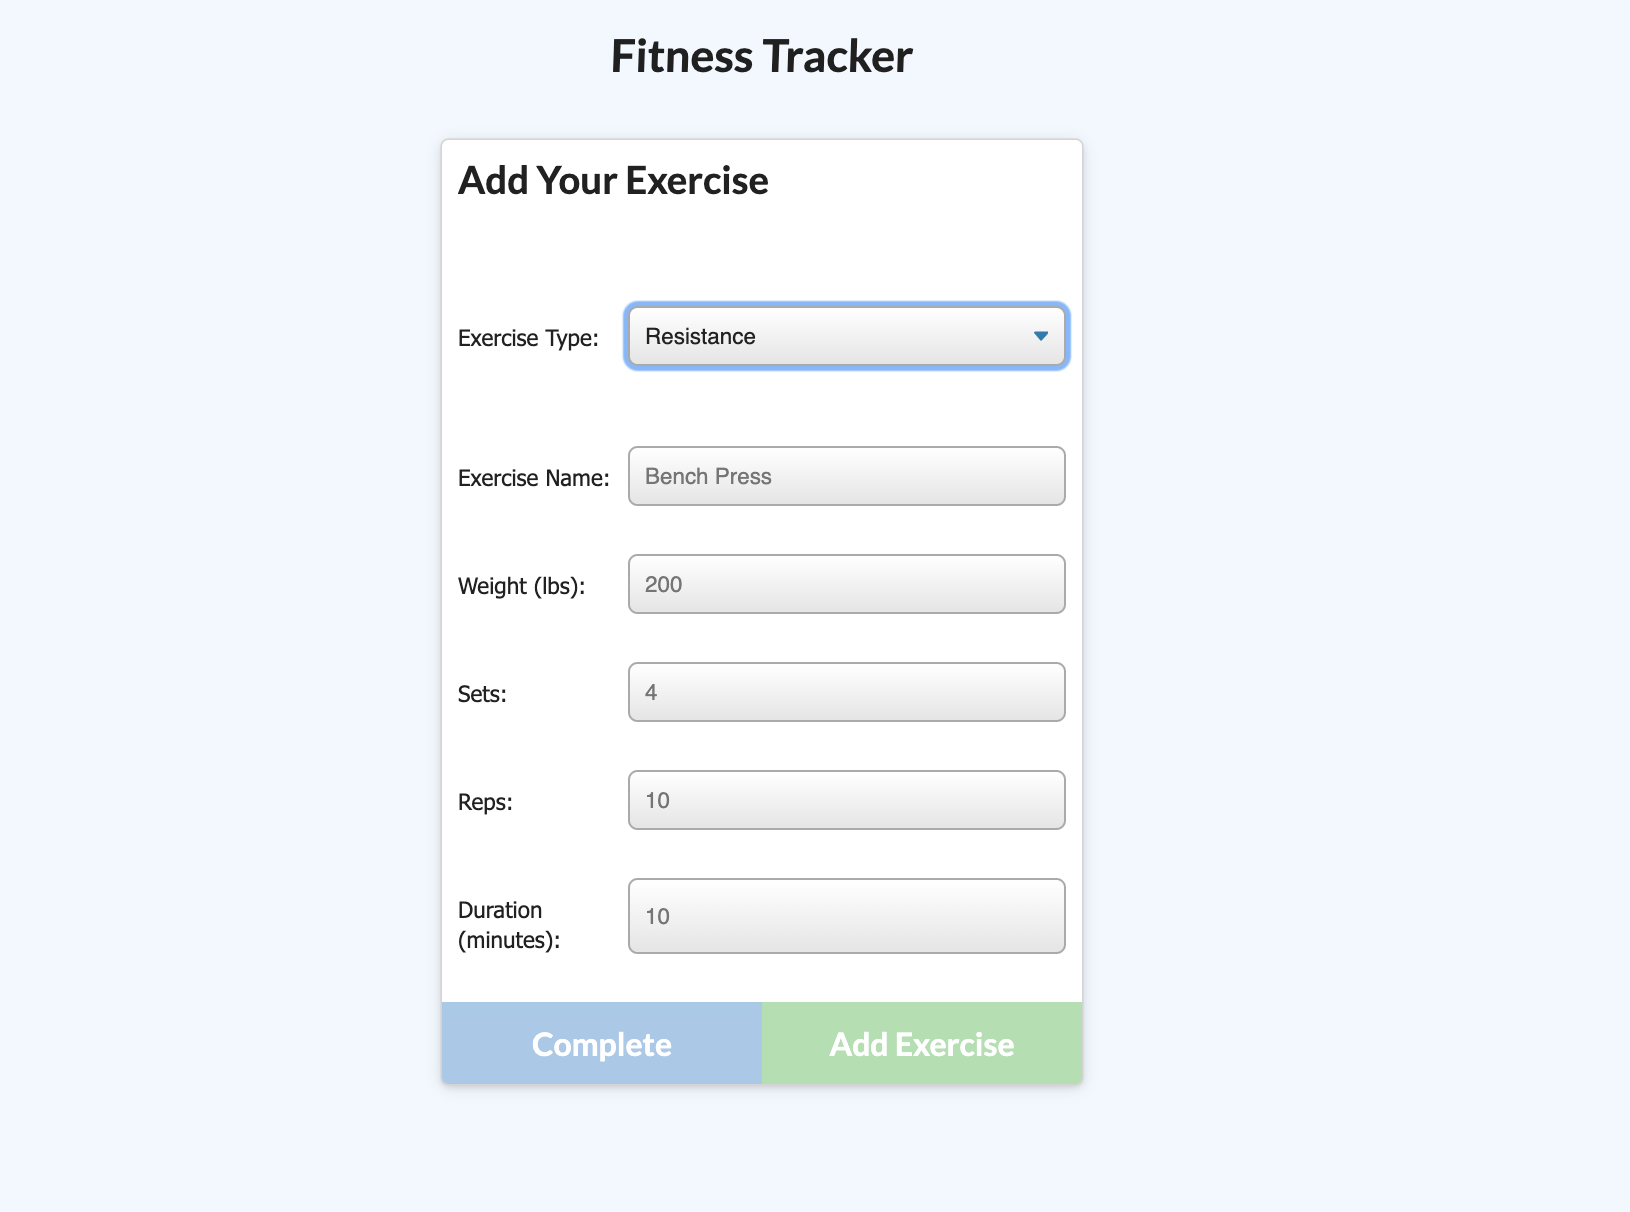 Fitness Tracker
Add Your Exercise
Exercise Type: Resistance
Exercise Name: Bench Press
Weight (lbs): 200
Sets: 4
Reps: 10
Duration
(minutes): 10
Complete Add Exercise